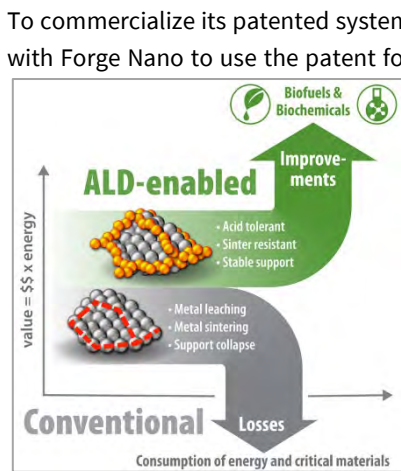 To commercialize its patented system
with Forge Nano to use the patent fo
Biofuels &
Biochemicals
Improve-
ments
ALD-enabled
• Acid tolerant
• Sinter resistant
• Stable support
value = $$ x energy
• Metal leaching
• Metal sintering
• Support collapse
Conventional
Losses
Consumption of energy and critical materials